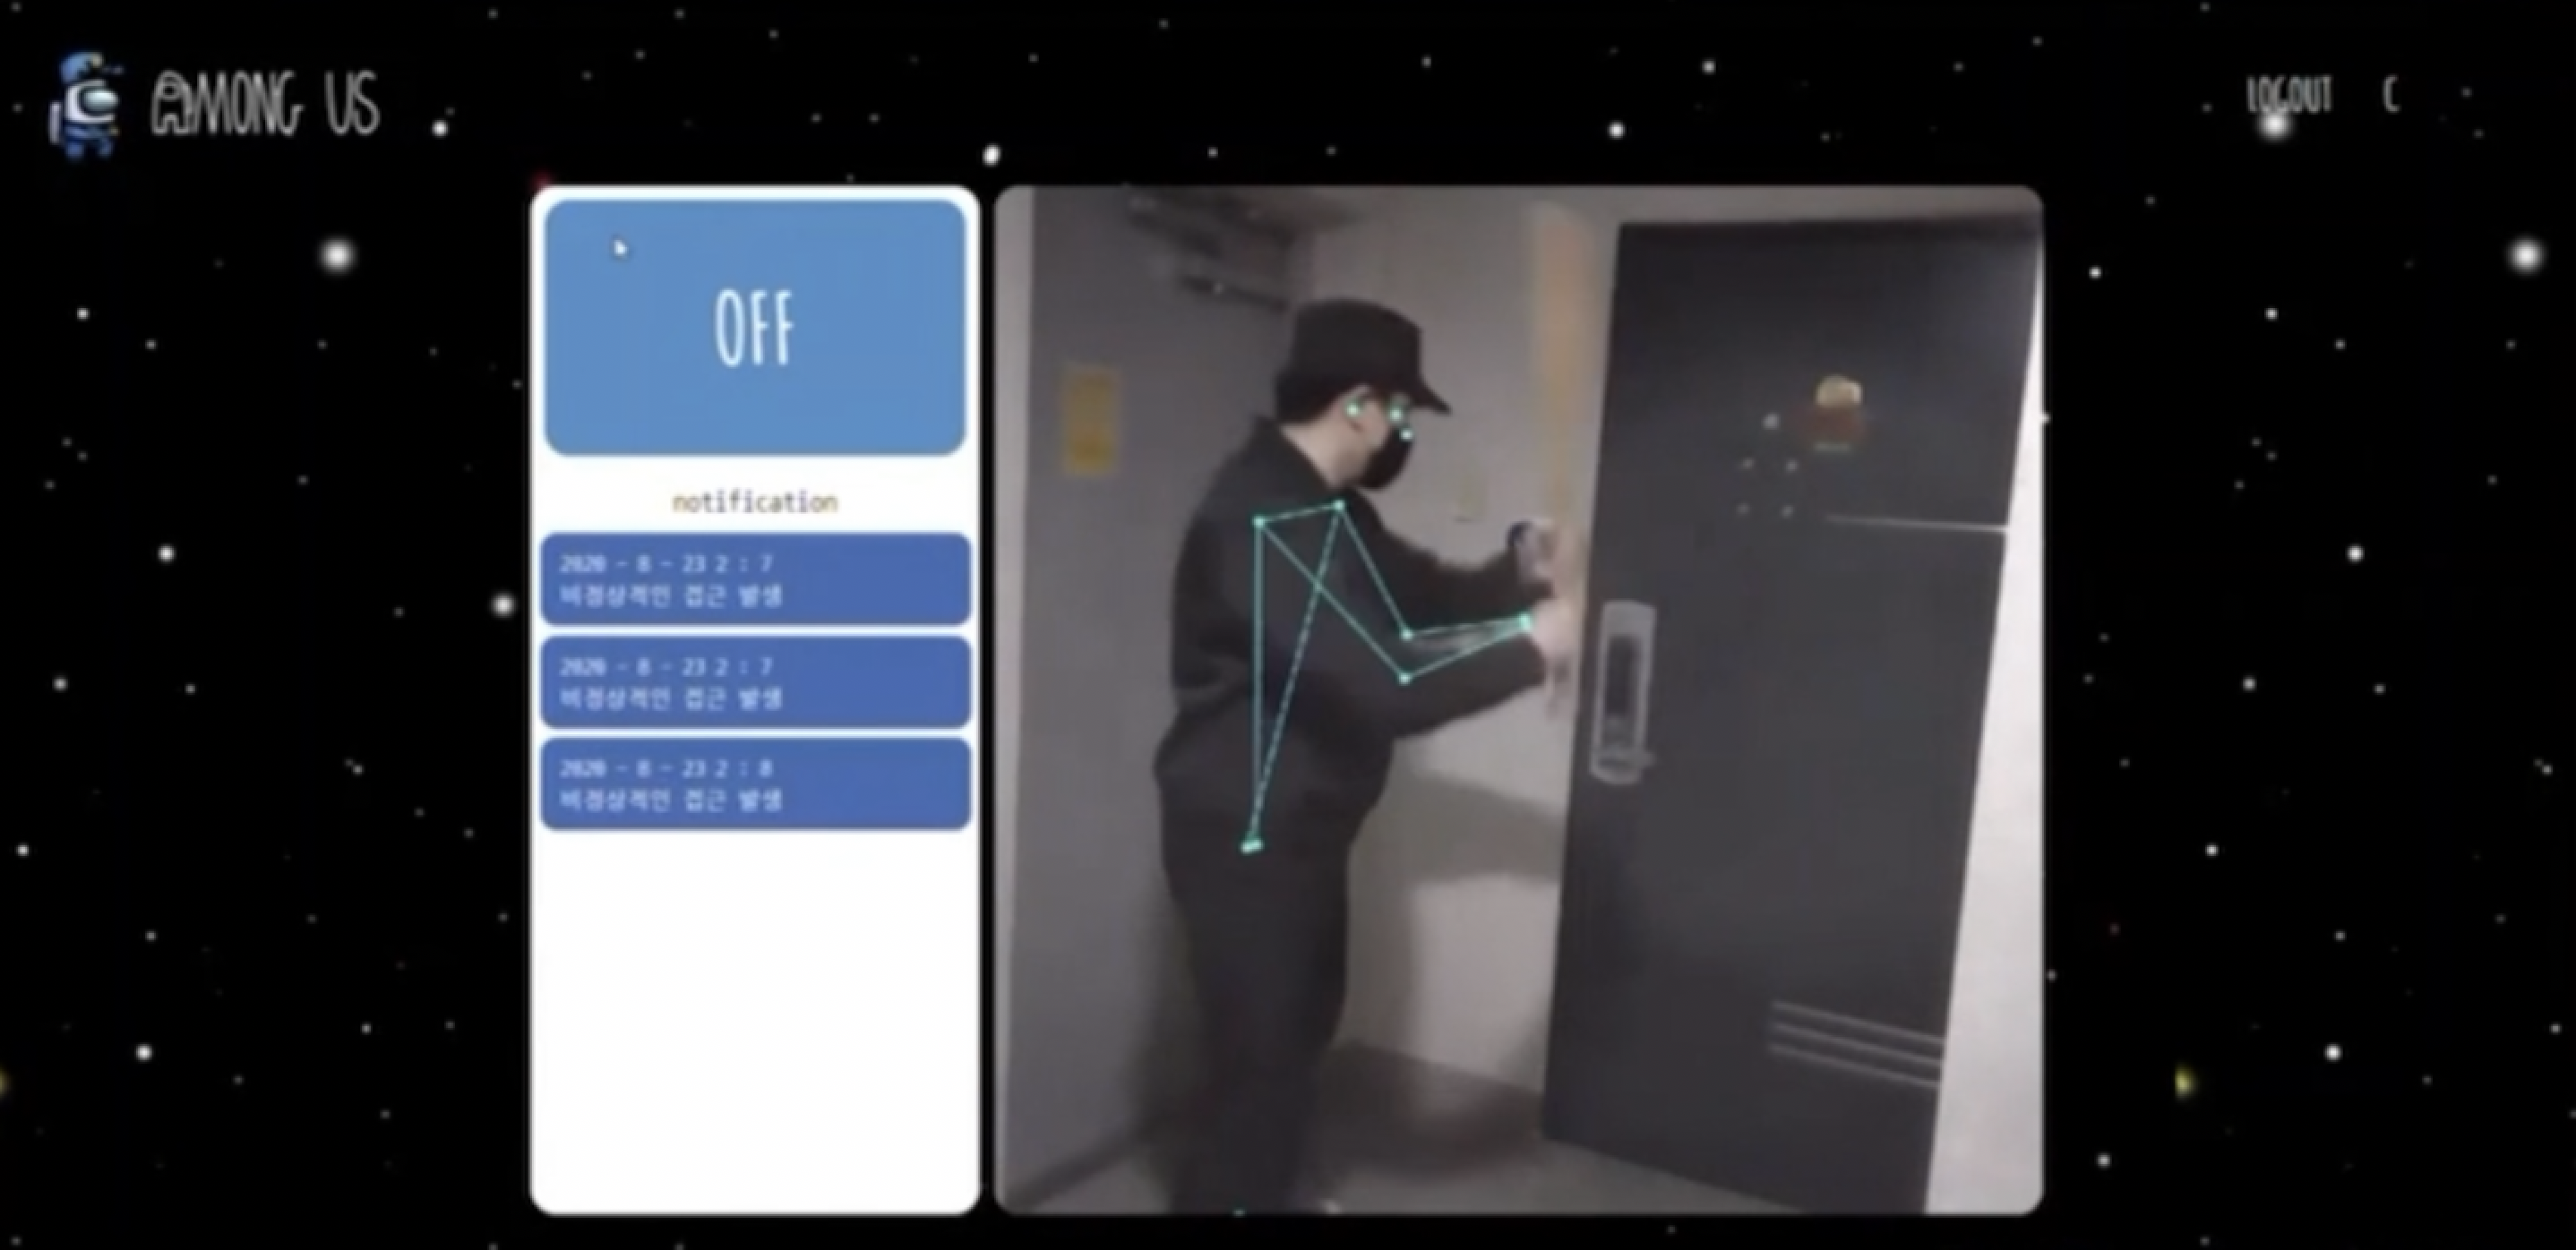 AMONG US
LOGOUT C
OFF
notification
2020 - 8 - 23 2 : 7
비정상적인 접근 발생
2020 - 8 - 23 2 : 7
비정상적인 접근 발생
2020 - 8 - 23 2 : 8
비정상적인 접근 발생